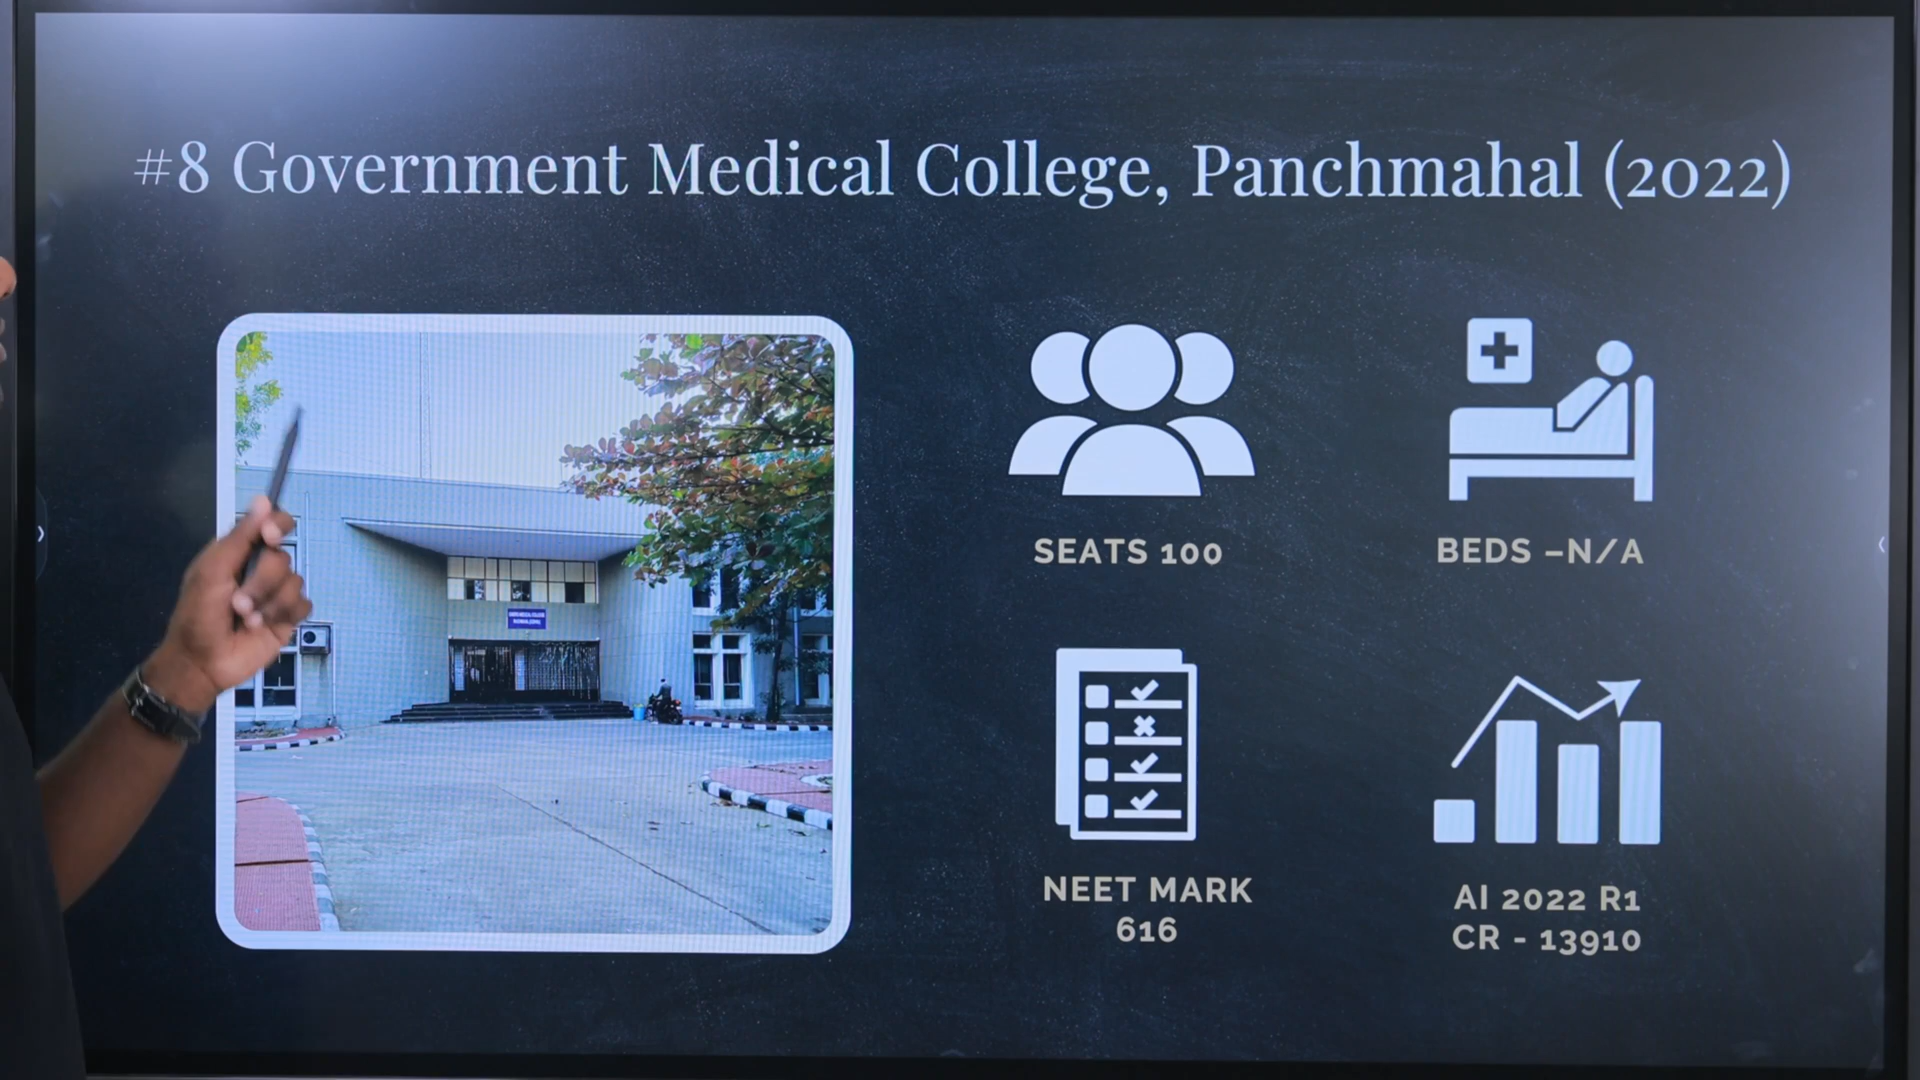 #8 Government Medical College, Panchmahal (2022)
SEATS 100
BEDS –N/A
NEET MARK
616
AI 2022 R1
CR - 13910